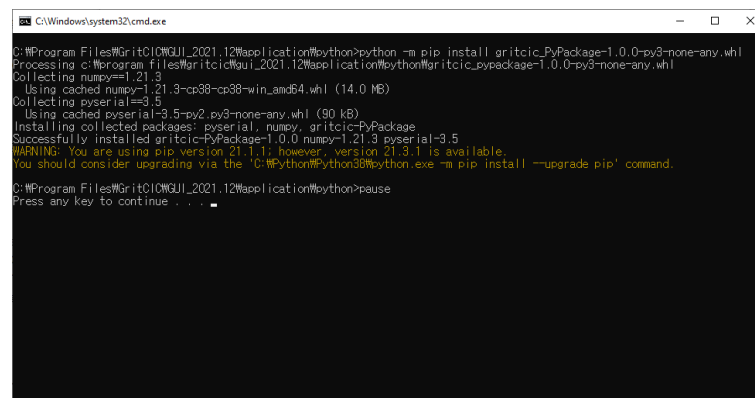 C:\Windows\system32\cmd.exe
C:₩Program Files₩GritCIC₩GUI_2021.12₩application₩python>python -m pip install gritcic_PyPackage-1.0.0-py3-none-any.whl
Processing c:₩program files₩gritcic₩gui_2021.12₩application₩python₩gritcic_pypackage-1.0.0-py3-none-any.whl
Collecting numpy==1.21.3
  Using cached numpy-1.21.3-cp38-cp38-win_amd64.whl (14.0 MB)
Collecting pyserial==3.5
  Using cached pyserial-3.5-py2.py3-none-any.whl (90 kB)
Installing collected packages: pyserial, numpy, gritcic-PyPackage
Successfully installed gritcic-PyPackage-1.0.0 numpy-1.21.3 pyserial-3.5
WARNING: You are using pip version 21.1.1; however, version 21.3.1 is available.
You should consider upgrading via the 'C:₩Python₩Python38₩python.exe -m pip install --upgrade pip' command.
C:₩Program Files₩GritCIC₩GUI_2021.12₩application₩python>pause
Press any key to continue . . .